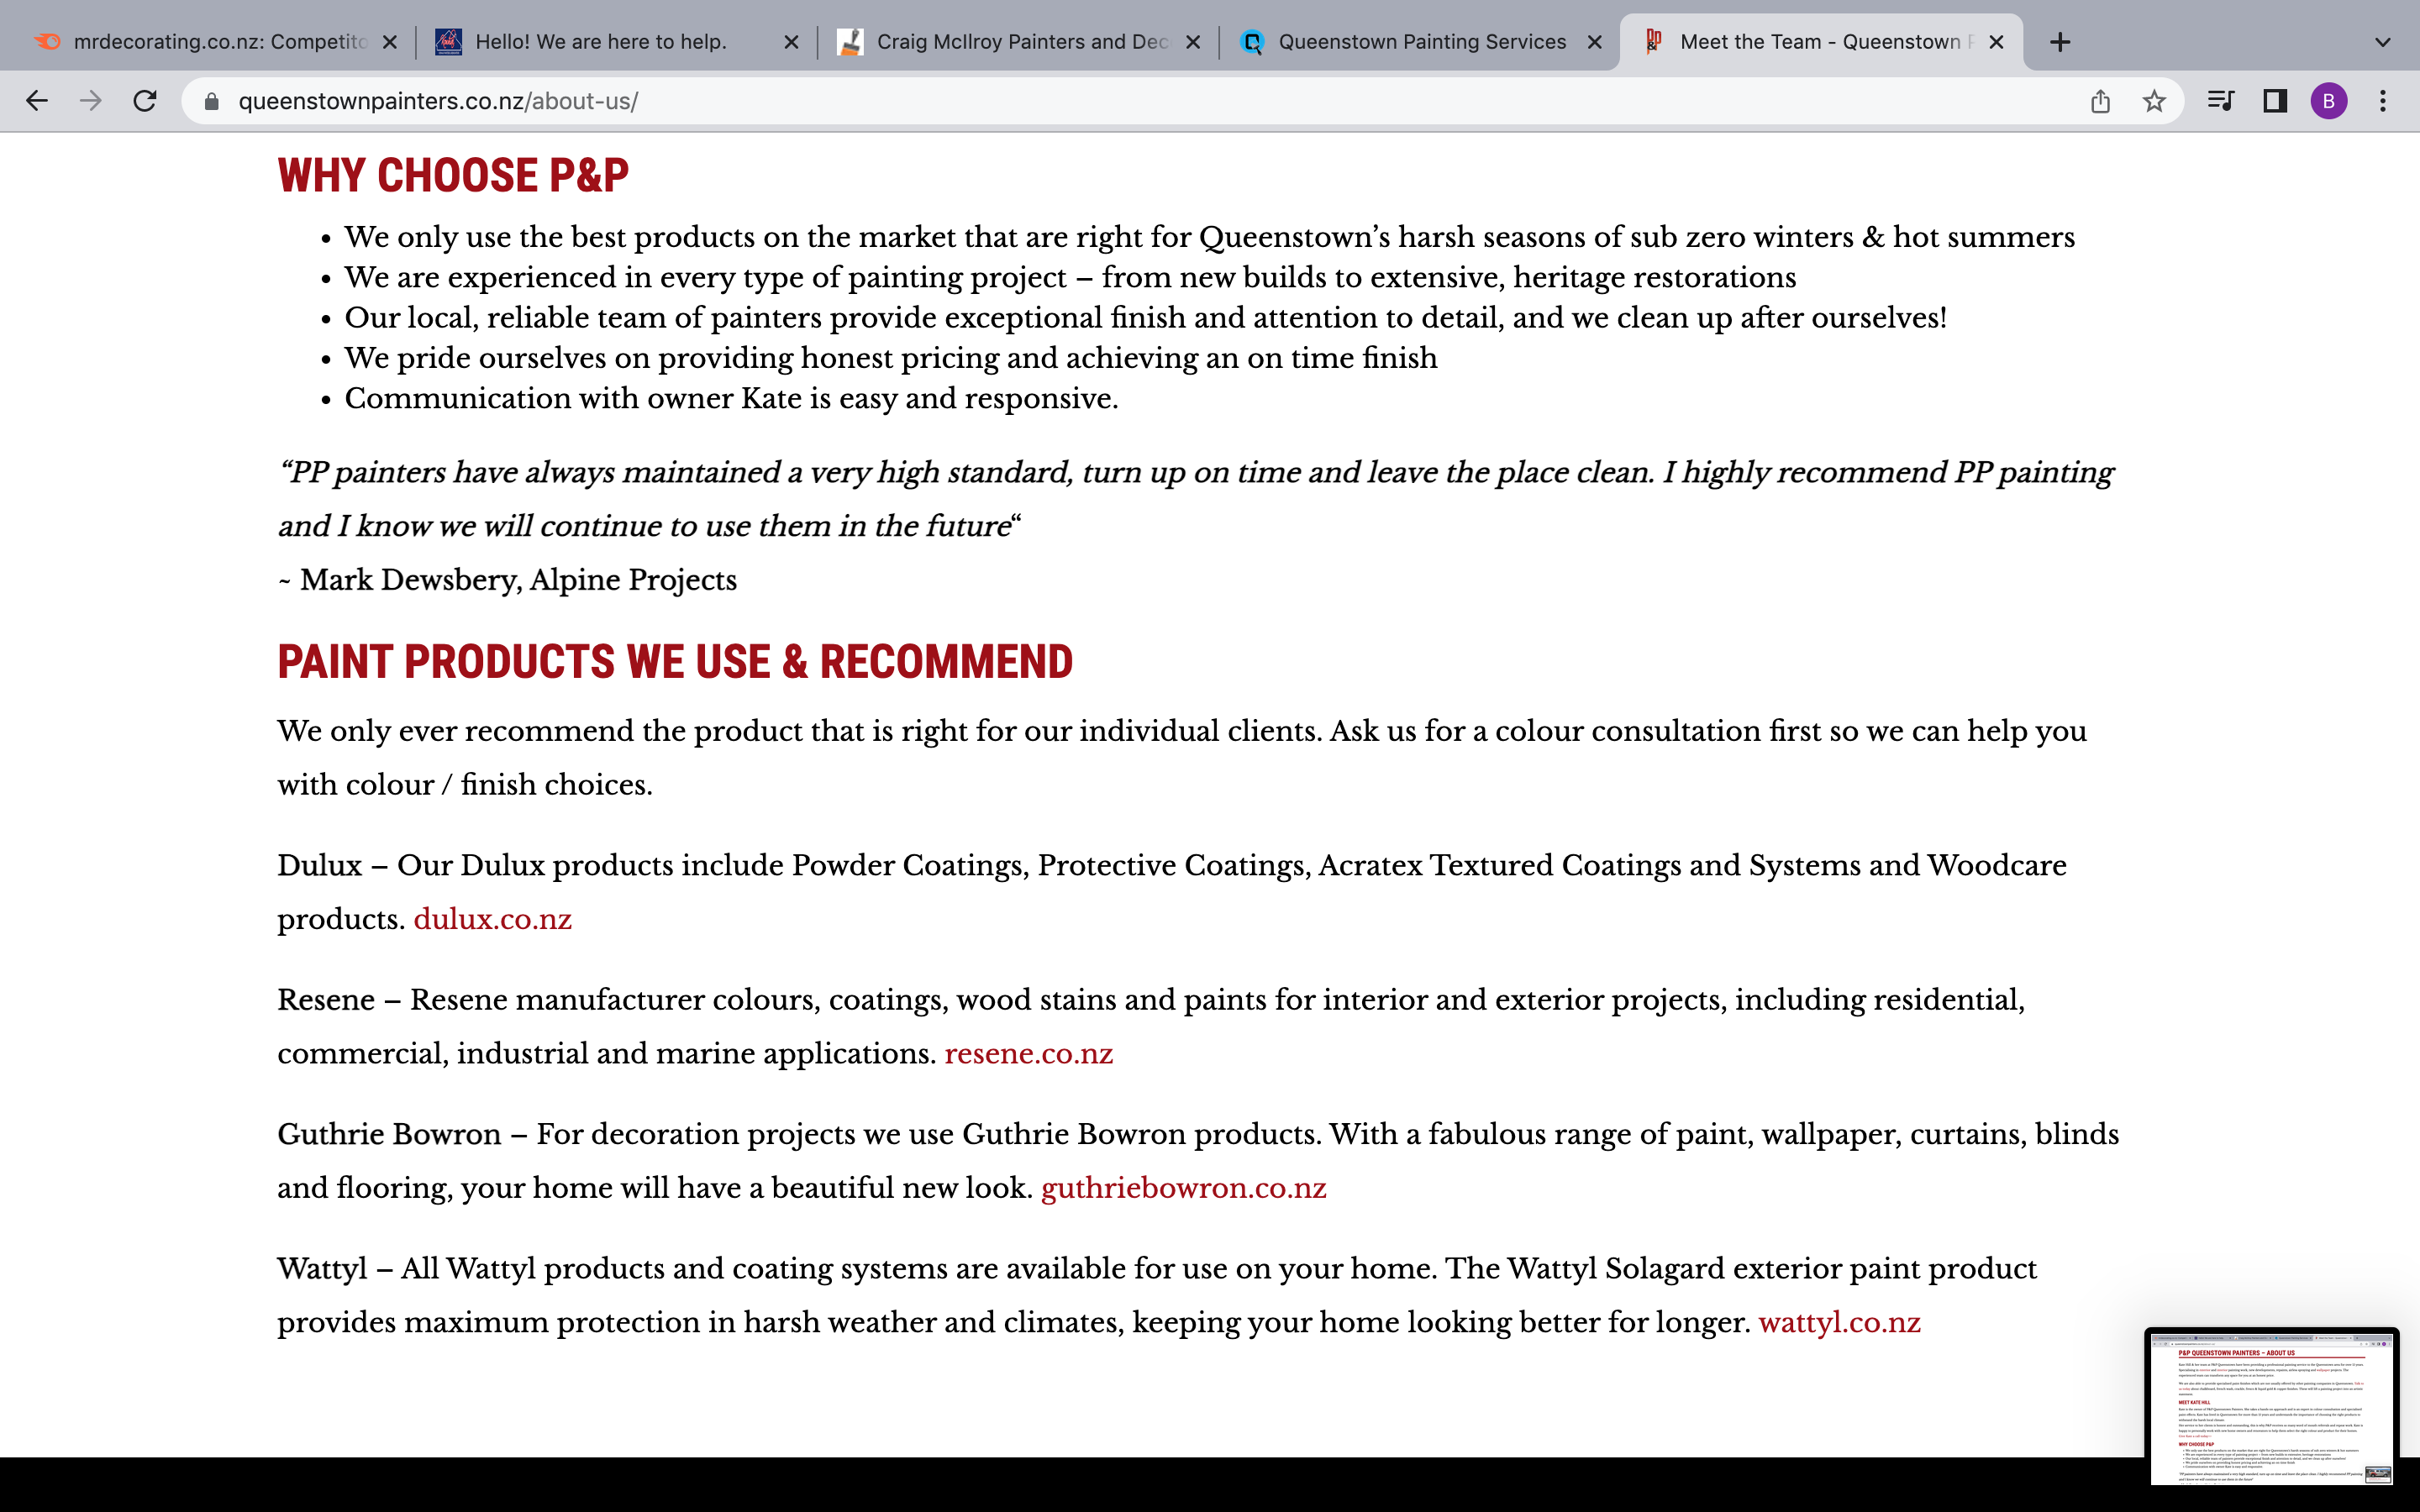 mrdecorating.co.nz: Competito
Hello! We are here to help.
Craig McIlroy Painters and Dec
Queenstown Painting Services
Meet the Team - Queenstown P
queenstownpainters.co.nz/about-us/
B
WHY CHOOSE P&P
• We only use the best products on the market that are right for Queenstown’s harsh seasons of sub zero winters & hot summers
• We are experienced in every type of painting project – from new builds to extensive, heritage restorations
• Our local, reliable team of painters provide exceptional finish and attention to detail, and we clean up after ourselves!
• We pride ourselves on providing honest pricing and achieving an on time finish
• Communication with owner Kate is easy and responsive.
“PP painters have always maintained a very high standard, turn up on time and leave the place clean. I highly recommend PP painting
and I know we will continue to use them in the future“
~ Mark Dewsbery, Alpine Projects
PAINT PRODUCTS WE USE & RECOMMEND
We only ever recommend the product that is right for our individual clients. Ask us for a colour consultation first so we can help you
with colour / finish choices.
Dulux – Our Dulux products include Powder Coatings, Protective Coatings, Acratex Textured Coatings and Systems and Woodcare
products. dulux.co.nz
Resene – Resene manufacturer colours, coatings, wood stains and paints for interior and exterior projects, including residential,
commercial, industrial and marine applications. resene.co.nz
Guthrie Bowron – For decoration projects we use Guthrie Bowron products. With a fabulous range of paint, wallpaper, curtains, blinds
and flooring, your home will have a beautiful new look. guthriebowron.co.nz
Wattyl – All Wattyl products and coating systems are available for use on your home. The Wattyl Solagard exterior paint product
provides maximum protection in harsh weather and climates, keeping your home looking better for longer. wattyl.co.nz
P&P QUEENSTOWN PAINTERS – ABOUT US
MEET KATE HILL
WHY CHOOSE P&P